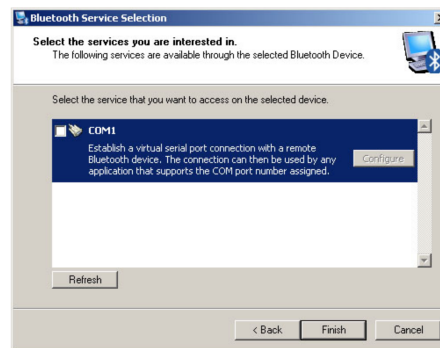 Bluetooth Service Selection
Select the services you are interested in.
The following services are available through the selected Bluetooth Device.
Select the service that you want to access on the selected device.
COM1
Establish a virtual serial port connection with a remote
Bluetooth device. The connection can then be used by any
application that supports the COM port number assigned.
Configure
Refresh
< Back
Finish
Cancel